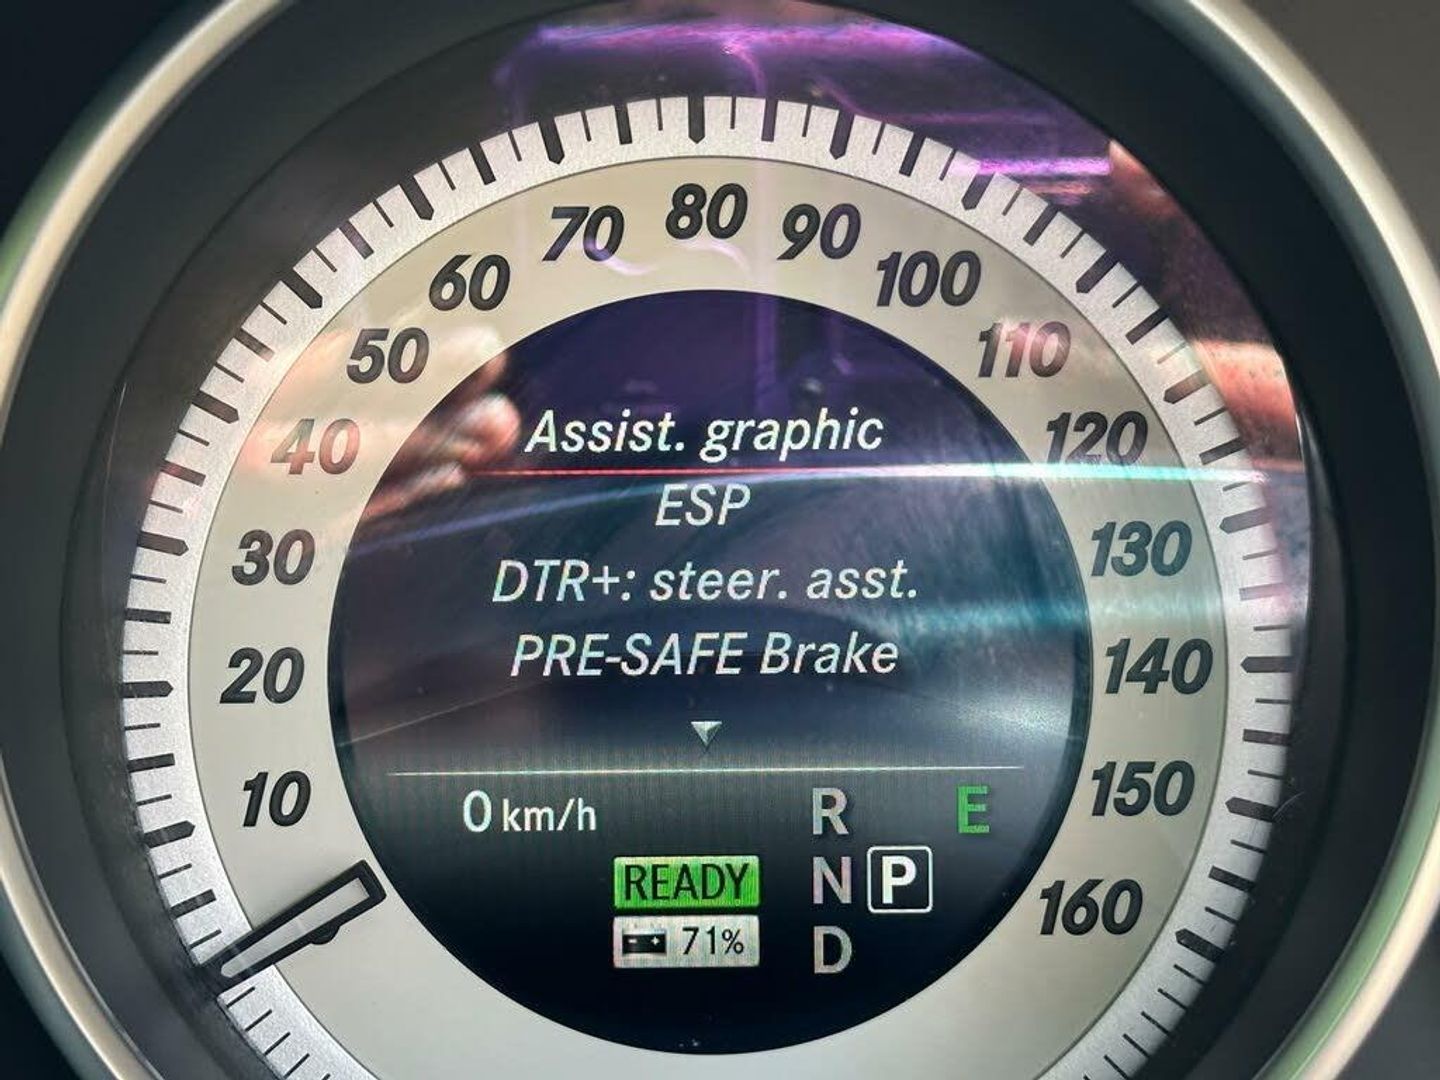 80
70
90
60
100
50
110
40
120
30
130
20
140
10
150
160
Assist. graphic
ESP
DTR+: steer. asst.
PRE-SAFE Brake
0 km/h
R
E
READY
N
P
71%
D